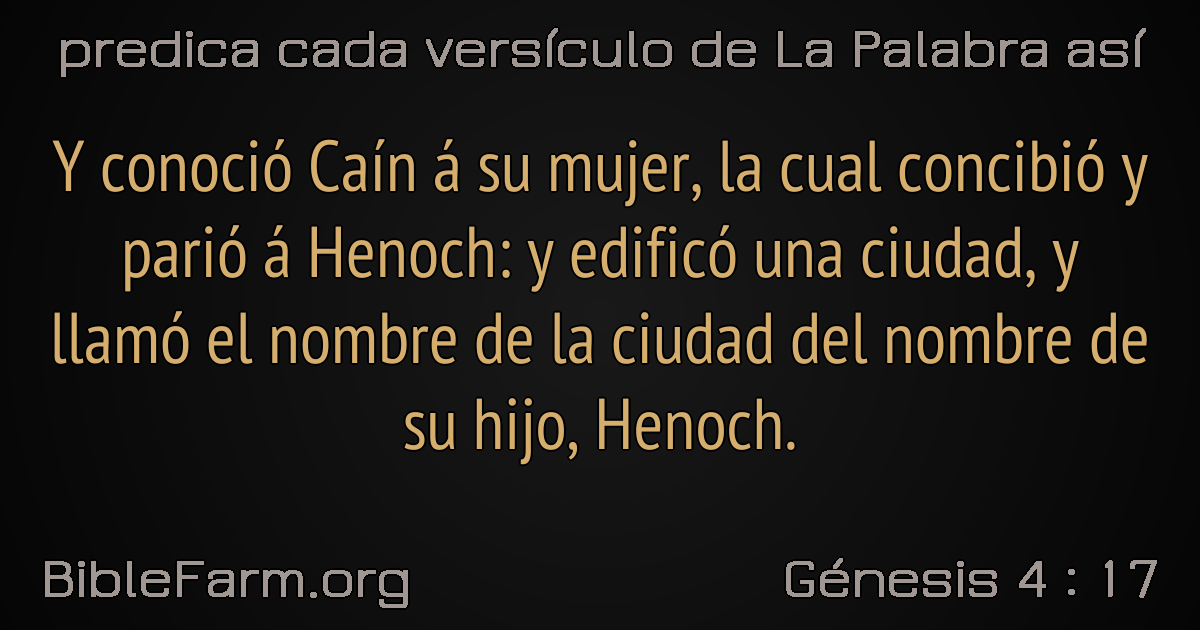 predica cada versículo de La Palabra así
Y conoció Caín á su mujer, la cual concibió y
parió á Henoch: y edificó una ciudad, y
llamó el nombre de la ciudad del nombre de
su hijo, Henoch.
BibleFarm.org
Génesis 4 : 17